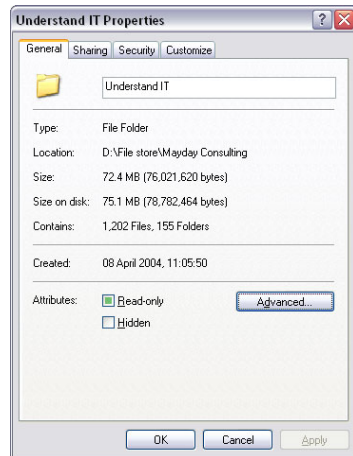 Understand IT Properties
General Sharing Security Customize
Understand IT
Type: File Folder
Location: D:\File store\Mayday Consulting
Size: 72.4 MB (76,021,620 bytes)
Size on disk: 75.1 MB (78,782,464 bytes)
Contains: 1,202 Files, 155 Folders
Created: 08 April 2004, 11:05:50
Attributes: Read-only Advanced...
Hidden
OK Cancel Apply